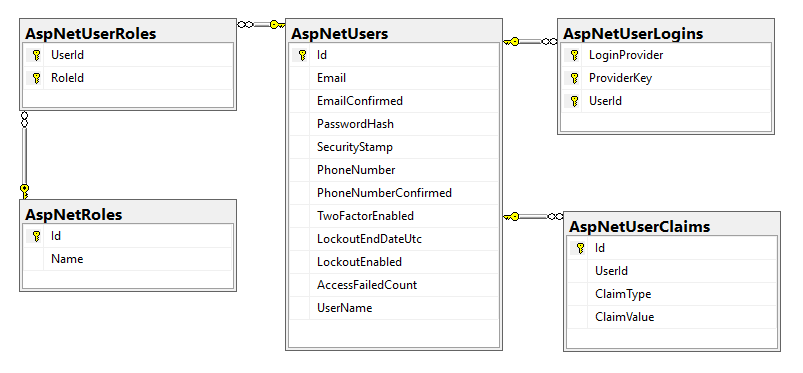 AspNetUserRoles
UserId
RoleId
AspNetRoles
Id
Name
AspNetUsers
Id
Email
EmailConfirmed
PasswordHash
SecurityStamp
PhoneNumber
PhoneNumberConfirmed
TwoFactorEnabled
LockoutEndDateUtc
LockoutEnabled
AccessFailedCount
UserName
AspNetUserLogins
LoginProvider
ProviderKey
UserId
AspNetUserClaims
Id
UserId
ClaimType
ClaimValue